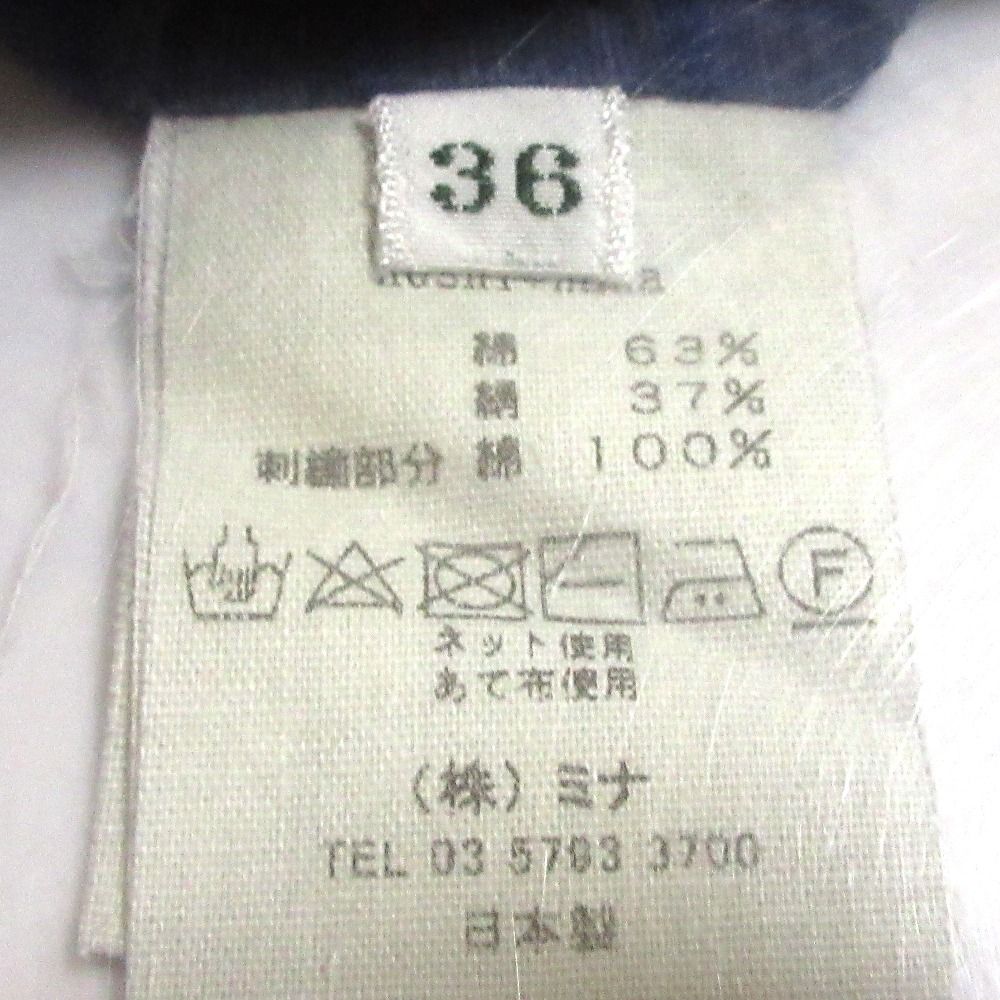 36
綿 63%
絹 37%
刺繍部分 綿 100%
F
ネット使用
あて布使用
(株)ミナ
TEL 03 5793 3700
日本製